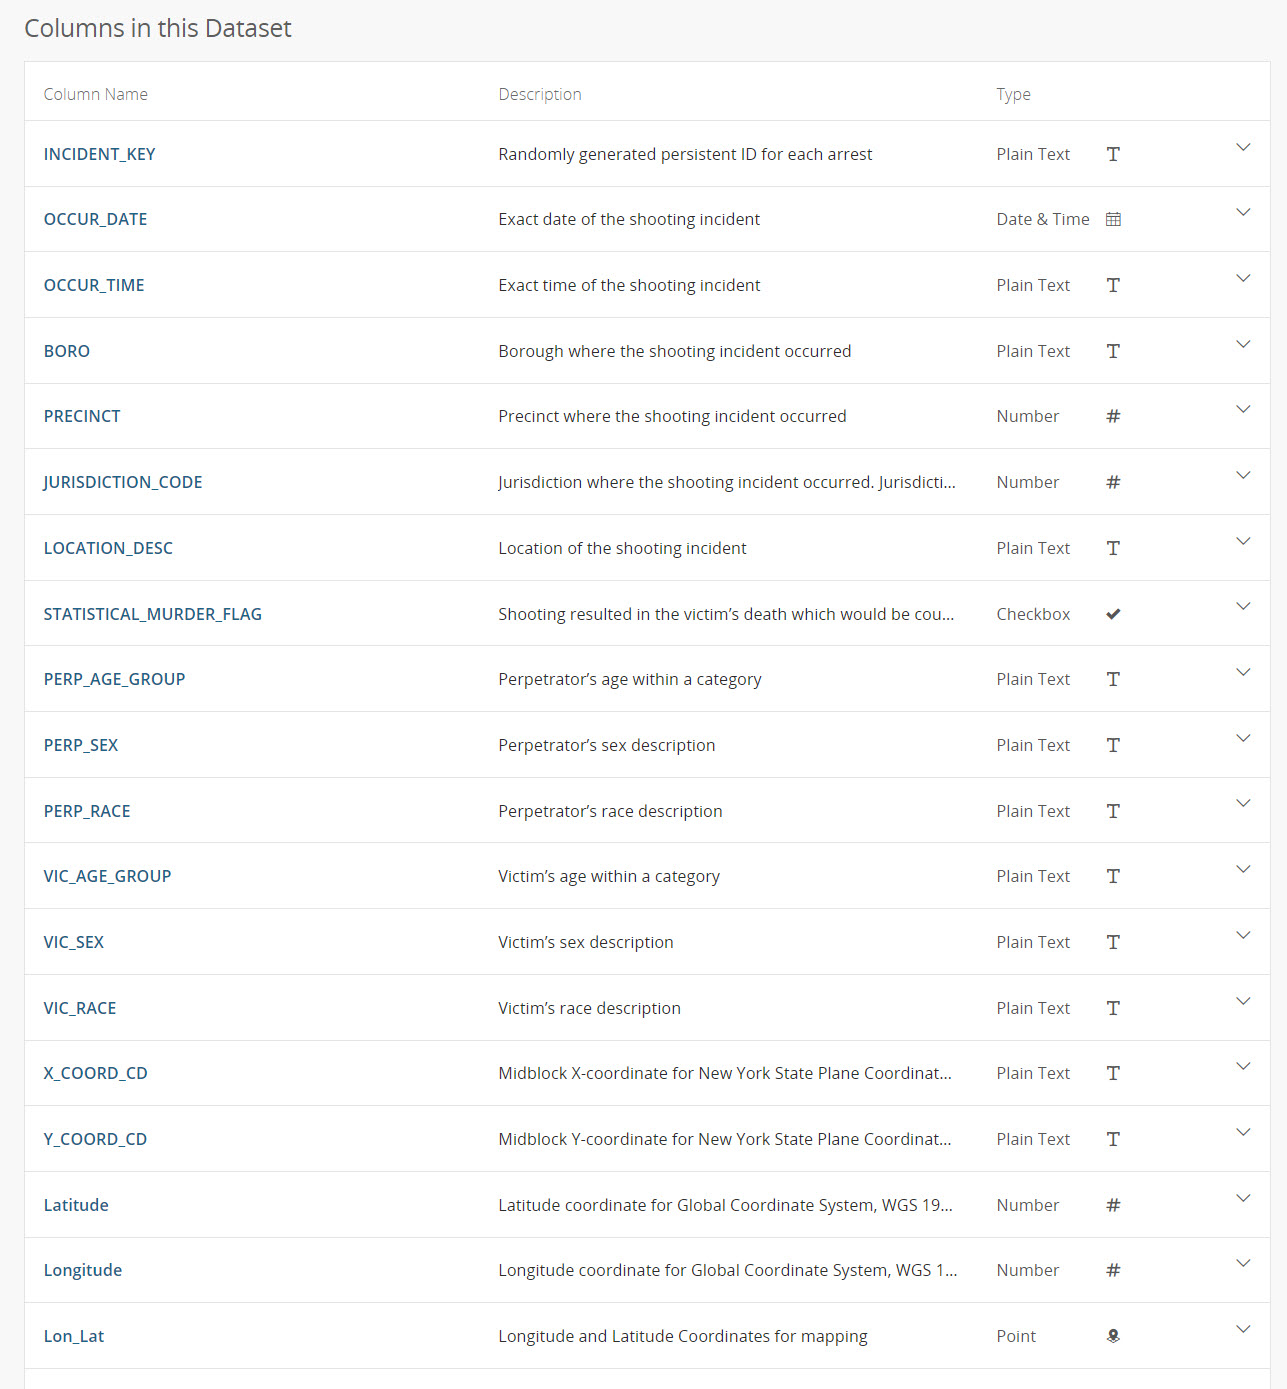 Columns in this Dataset
Column Name Description Type
INCIDENT_KEY Randomly generated persistent ID for each arrest Plain Text
OCCUR_DATE Exact date of the shooting incident Date & Time
OCCUR_TIME Exact time of the shooting incident Plain Text
BORO Borough where the shooting incident occurred Plain Text
PRECINCT Precinct where the shooting incident occurred Number #
JURISDICTION_CODE Jurisdiction where the shooting incident occurred. Jurisdicti... Number #
LOCATION_DESC Location of the shooting incident Plain Text
STATISTICAL_MURDER_FLAG Shooting resulted in the victim’s death which would be cou... Checkbox
PERP_AGE_GROUP Perpetrator’s age within a category Plain Text
PERP_SEX Perpetrator’s sex description Plain Text
PERP_RACE Perpetrator’s race description Plain Text
VIC_AGE_GROUP Victim’s age within a category Plain Text
VIC_SEX Victim’s sex description Plain Text
VIC_RACE Victim’s race description Plain Text
X_COORD_CD Midblock X-coordinate for New York State Plane Coordinat... Plain Text
Y_COORD_CD Midblock Y-coordinate for New York State Plane Coordinat... Plain Text
Latitude Latitude coordinate for Global Coordinate System, WGS 19... Number #
Longitude Longitude coordinate for Global Coordinate System, WGS 1... Number #
Lon_Lat Longitude and Latitude Coordinates for mapping Point